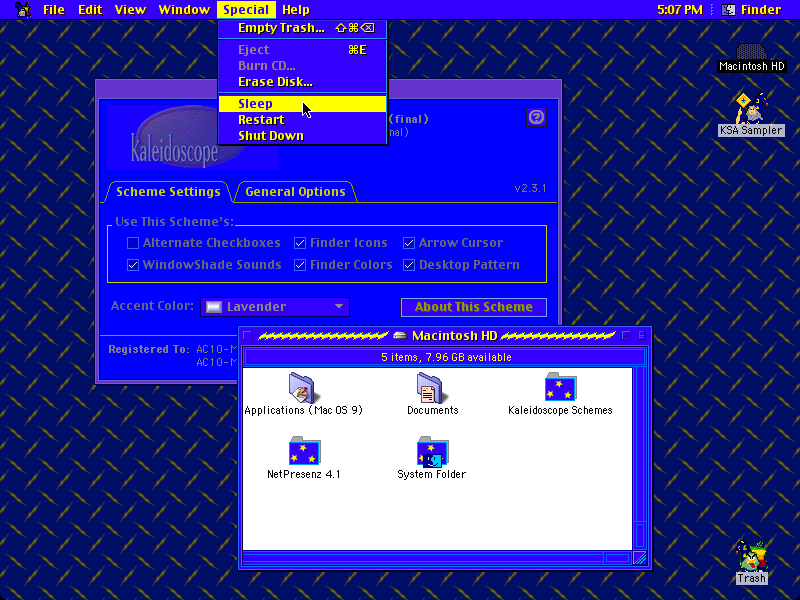 File Edit View Window Special Help 5:07 PM Finder
Empty Trash... ⇧⌘⌫
Eject ⌘E
Burn CD...
Erase Disk...
Sleep
Restart
Shut Down
Macintosh HD
KSA Sampler
Kaleidoscope
(final)
nal)
Scheme Settings General Options v2.3.1
Use This Scheme's:
Alternate Checkboxes Finder Icons Arrow Cursor
WindowShade Sounds Finder Colors Desktop Pattern
Accent Color: Lavender About This Scheme
Registered To: AC10-M
AC10-M
Macintosh HD
5 items, 7.96 GB available
Applications (Mac OS 9) Documents Kaleidoscope Schemes
NetPresenz 4.1 System Folder
Trash